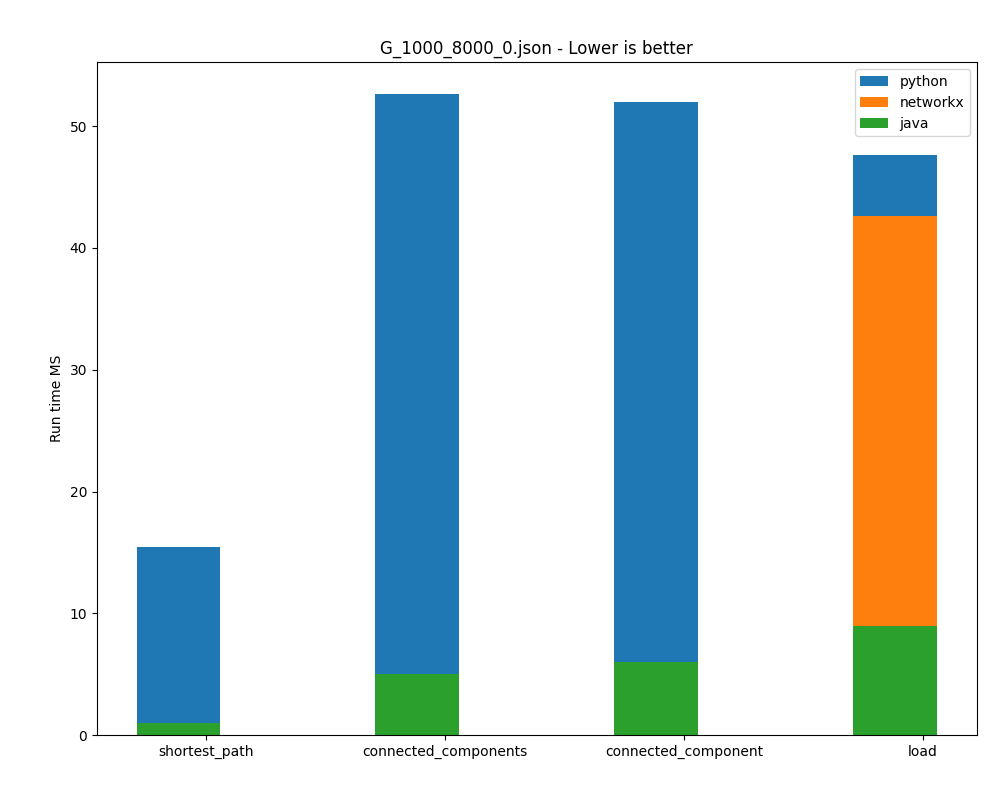 G_1000_8000_0.json - Lower is better
python
networkx
java
Run time MS
50
40
30
20
10
0
shortest_path
connected_components
connected_component
load